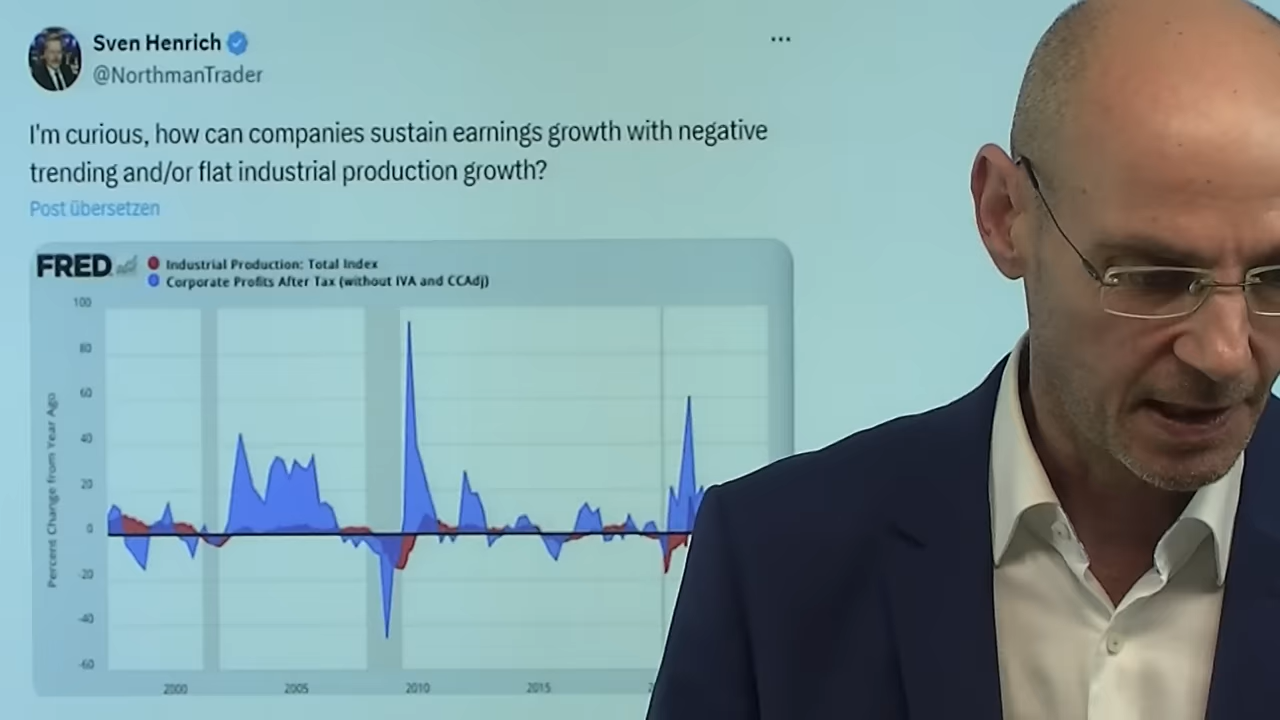 Sven Henrich
@NorthmanTrader
...
I'm curious, how can companies sustain earnings growth with negative
trending and/or flat industrial production growth?
Post übersetzen
FRED
Industrial Production: Total Index
Corporate Profits After Tax (without IVA and CCAdj)
Percent Change from Year Ago
100
80
60
40
20
0
-20
-40
-60
2000
2005
2010
2015